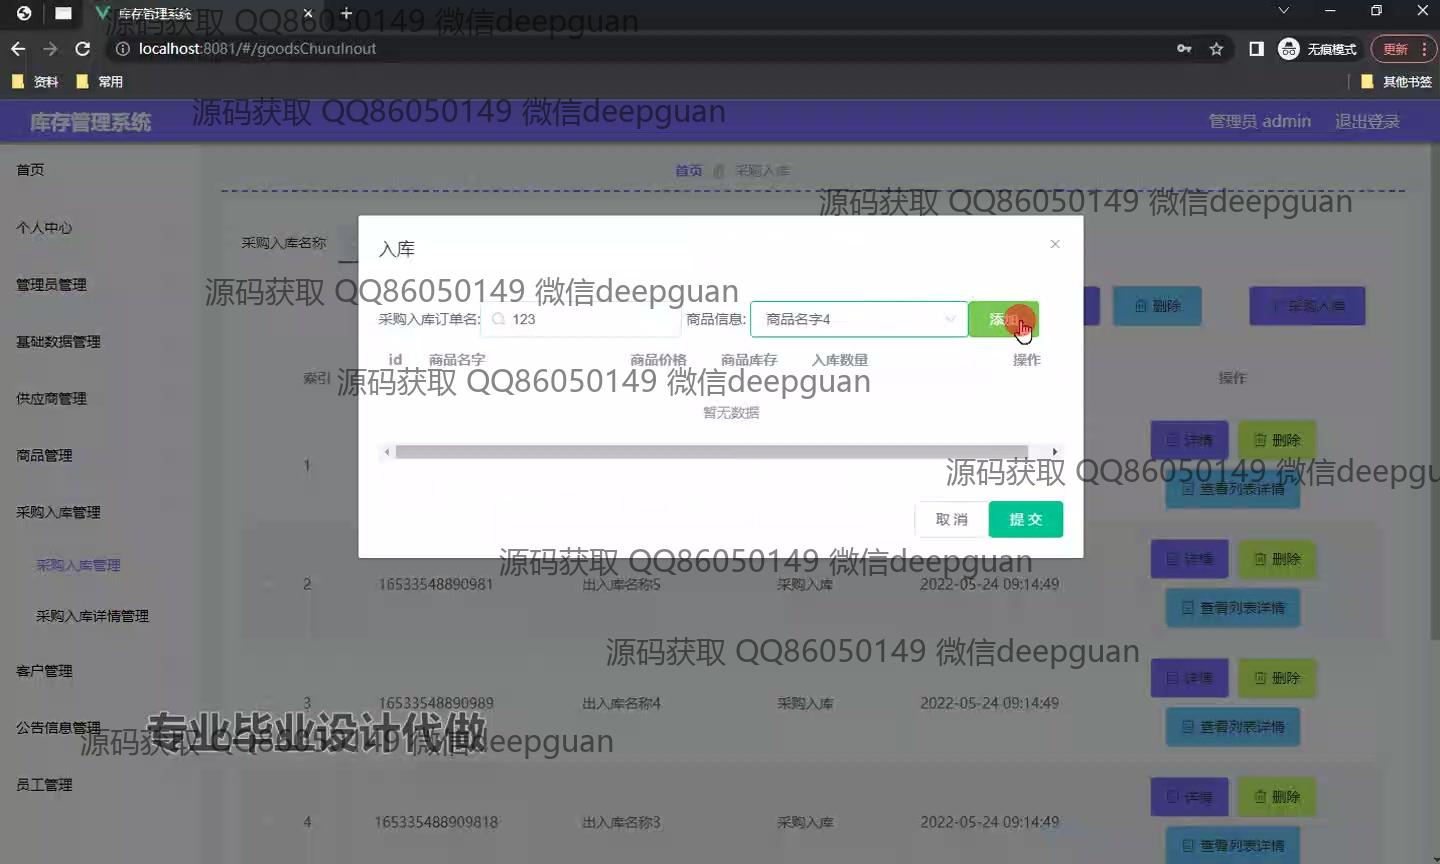 库存管理系统
源码获取 QQ86050149 微信deepguan
localhost:8081/#/goodsChuruInout
无痕模式
更新
资料
常用
其他书签
源码获取 QQ86050149 微信deepguan
库存管理系统
管理员 admin
退出登录
首页
首页
采购入库
源码获取 QQ86050149 微信deepguan
个人中心
采购入库名称
入库
管理员管理
源码获取 QQ86050149 微信deepguan
删除
采购入库
采购入库订单名:
123
商品信息:
商品名字4
添加
基础数据管理
id
商品名字
商品价格
商品库存
入库数量
操作
索引
源码获取 QQ86050149 微信deepguan
操作
供应商管理
暂无数据
商品管理
1
详情
删除
源码获取 QQ86050149 微信deepgu
查看列表详情
采购入库管理
取消
提交
采购入库管理
源码获取 QQ86050149 微信deepguan
2
16533548890981
出入库名称5
采购入库
2022-05-24 09:14:49
详情
删除
查看列表详情
采购入库详情管理
源码获取 QQ86050149 微信deepguan
客户管理
3
16533548890989
出入库名称4
采购入库
2022-05-24 09:14:49
详情
删除
查看列表详情
公告信息管理
专业毕业设计代做
源码获取 QQ86050149 微信deepguan
员工管理
4
165335488909818
出入库名称3
采购入库
2022-05-24 09:14:49
详情
删除
查看列表详情